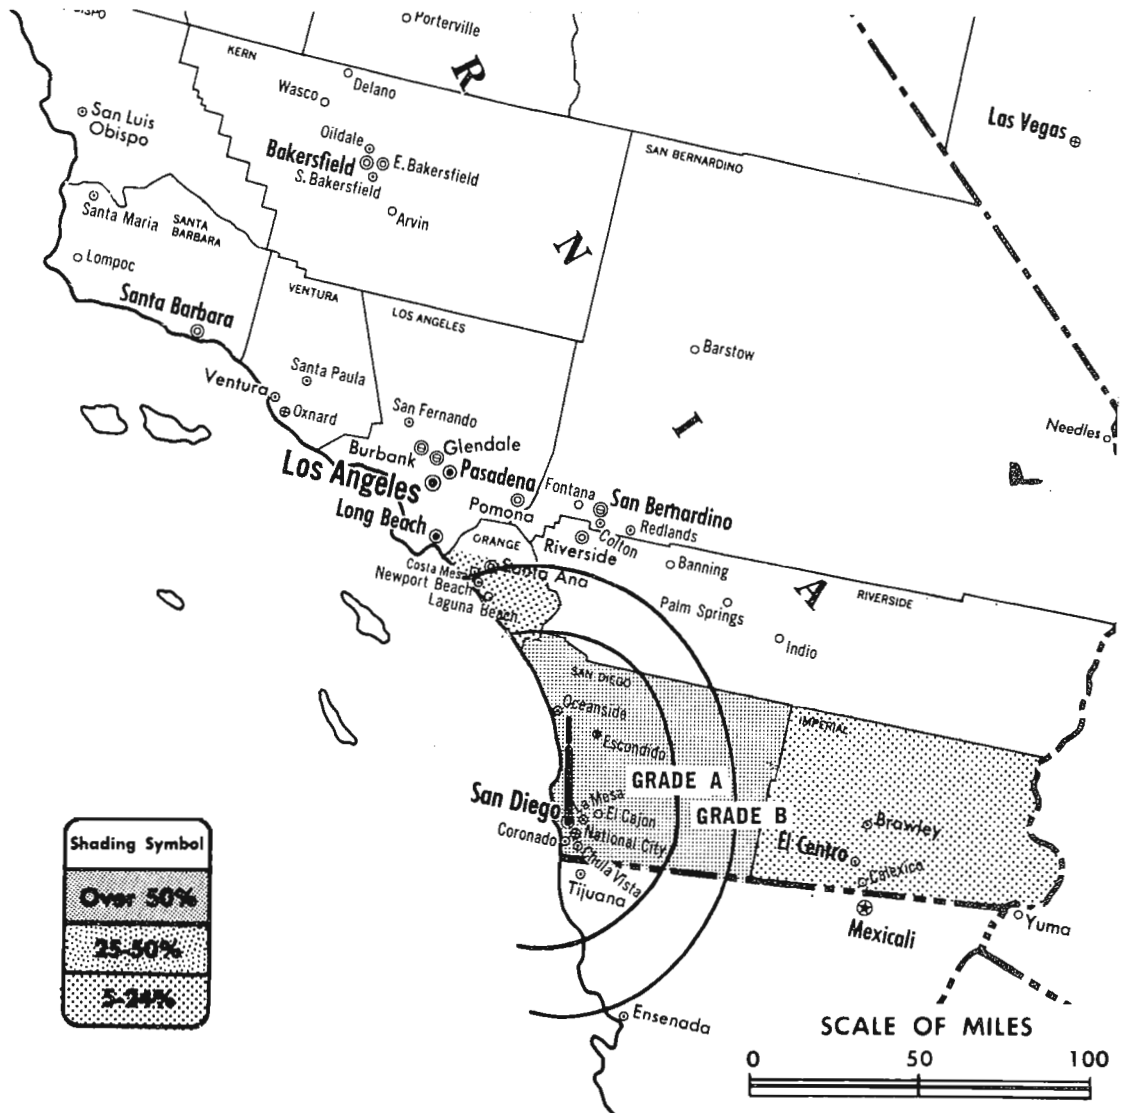 Porterville
KERN
R
Delano
Wasco
San Luis
Obispo
Las Vegas
Oildale
Bakersfield
E. Bakersfield
S. Bakersfield
SAN BERNARDINO
Arvin
Santa Maria
SANTA
BARBARA
N
Lompoc
Santa Barbara
VENTURA
LOS ANGELES
Barstow
Santa Paula
Ventura
Oxnard
San Fernando
I
Needles
Burbank
Glendale
Los Angeles
Pasadena
Fontana
San Bernardino
Pomona
Long Beach
Colton
Redlands
ORANGE
Riverside
Banning
Costa Mesa
Santa Ana
Newport Beach
Laguna Beach
Palm Springs
A
RIVERSIDE
Indio
SAN DIEGO
Oceanside
IMPERIAL
Escondido
GRADE A
San Diego
La Mesa
El Cajon
GRADE B
Brawley
Coronado
National City
El Centro
Chula Vista
Calexico
Tijuana
Mexicali
Yuma
Ensenada
Shading Symbol
Over 50%
25-50%
5-24%
SCALE OF MILES
0 50 100